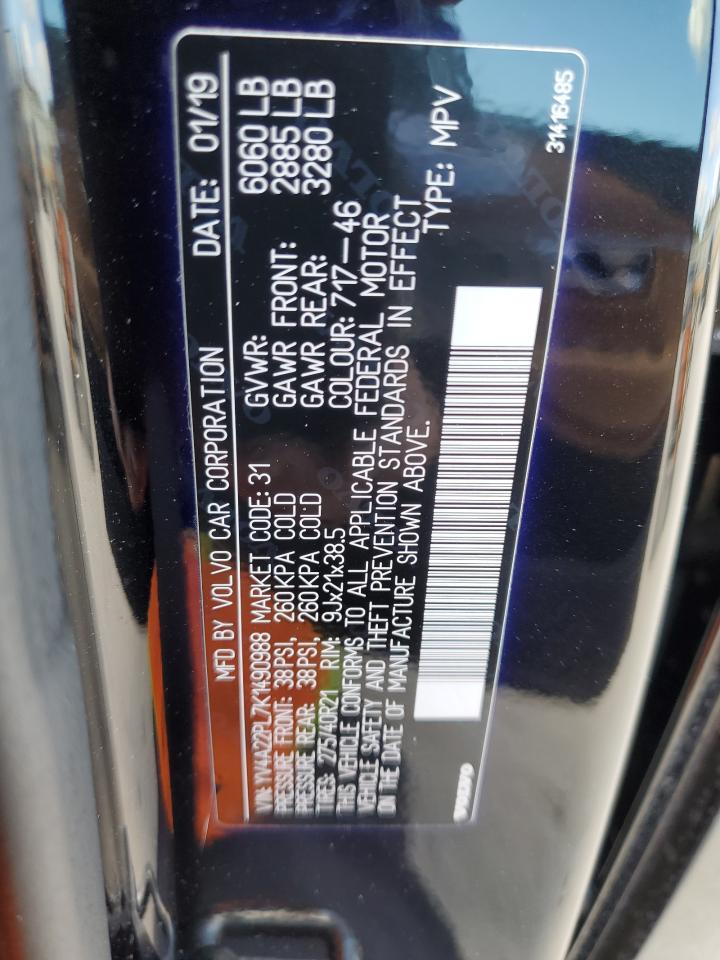 MFD BY VOLVO CAR CORPORATION DATE: 01/19
VIN: YV4A22PL7K1490988 MARKET CODE: 31 GVWR: 6060 LB
PRESSURE FRONT: 38PSI, 260KPA COLD GAWR FRONT: 2885 LB
PRESSURE REAR: 38PSI, 260KPA COLD GAWR REAR: 3280 LB
TIRES: 275/40R21 RIM: 9Jx21x38.5 COLOUR: 717-46
THIS VEHICLE CONFORMS TO ALL APPLICABLE FEDERAL MOTOR
VEHICLE SAFETY AND THEFT PREVENTION STANDARDS IN EFFECT
ON THE DATE OF MANUFACTURE SHOWN ABOVE. TYPE: MPV
VOLVO 31416485